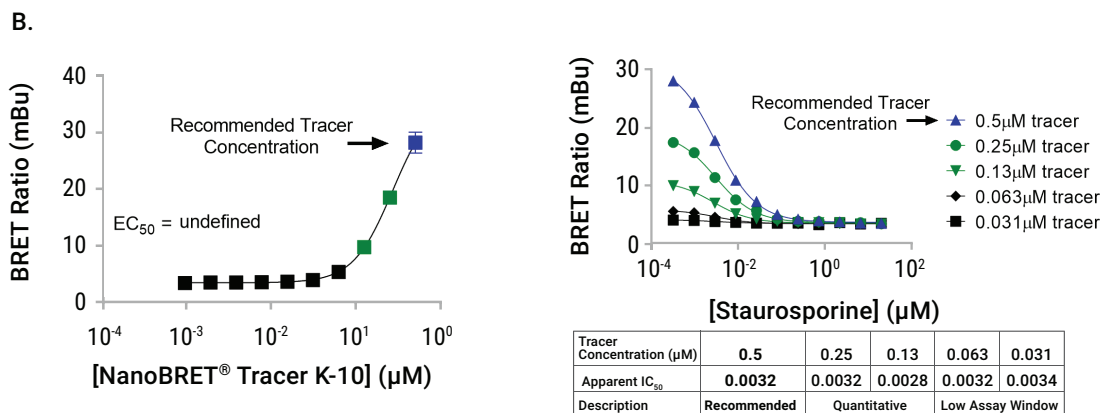 B.
40
30
20
10
0
BRET Ratio (mBu)
Recommended Tracer
Concentration
EC50 = undefined
10-4
10-3
10-2
101
100
[NanoBRET® Tracer K-10] (µM)
30
20
10
0
BRET Ratio (mBu)
Recommended Tracer
Concentration
0.5µM tracer
0.25µM tracer
0.13µM tracer
0.063µM tracer
0.031µM tracer
10-4
10-2
100
102
[Staurosporine] (µM)
Tracer
Concentration (µM) 0.5 0.25 0.13 0.063 0.031
Apparent IC50 0.0032 0.0032 0.0028 0.0032 0.0034
Description Recommended Quantitative Low Assay Window